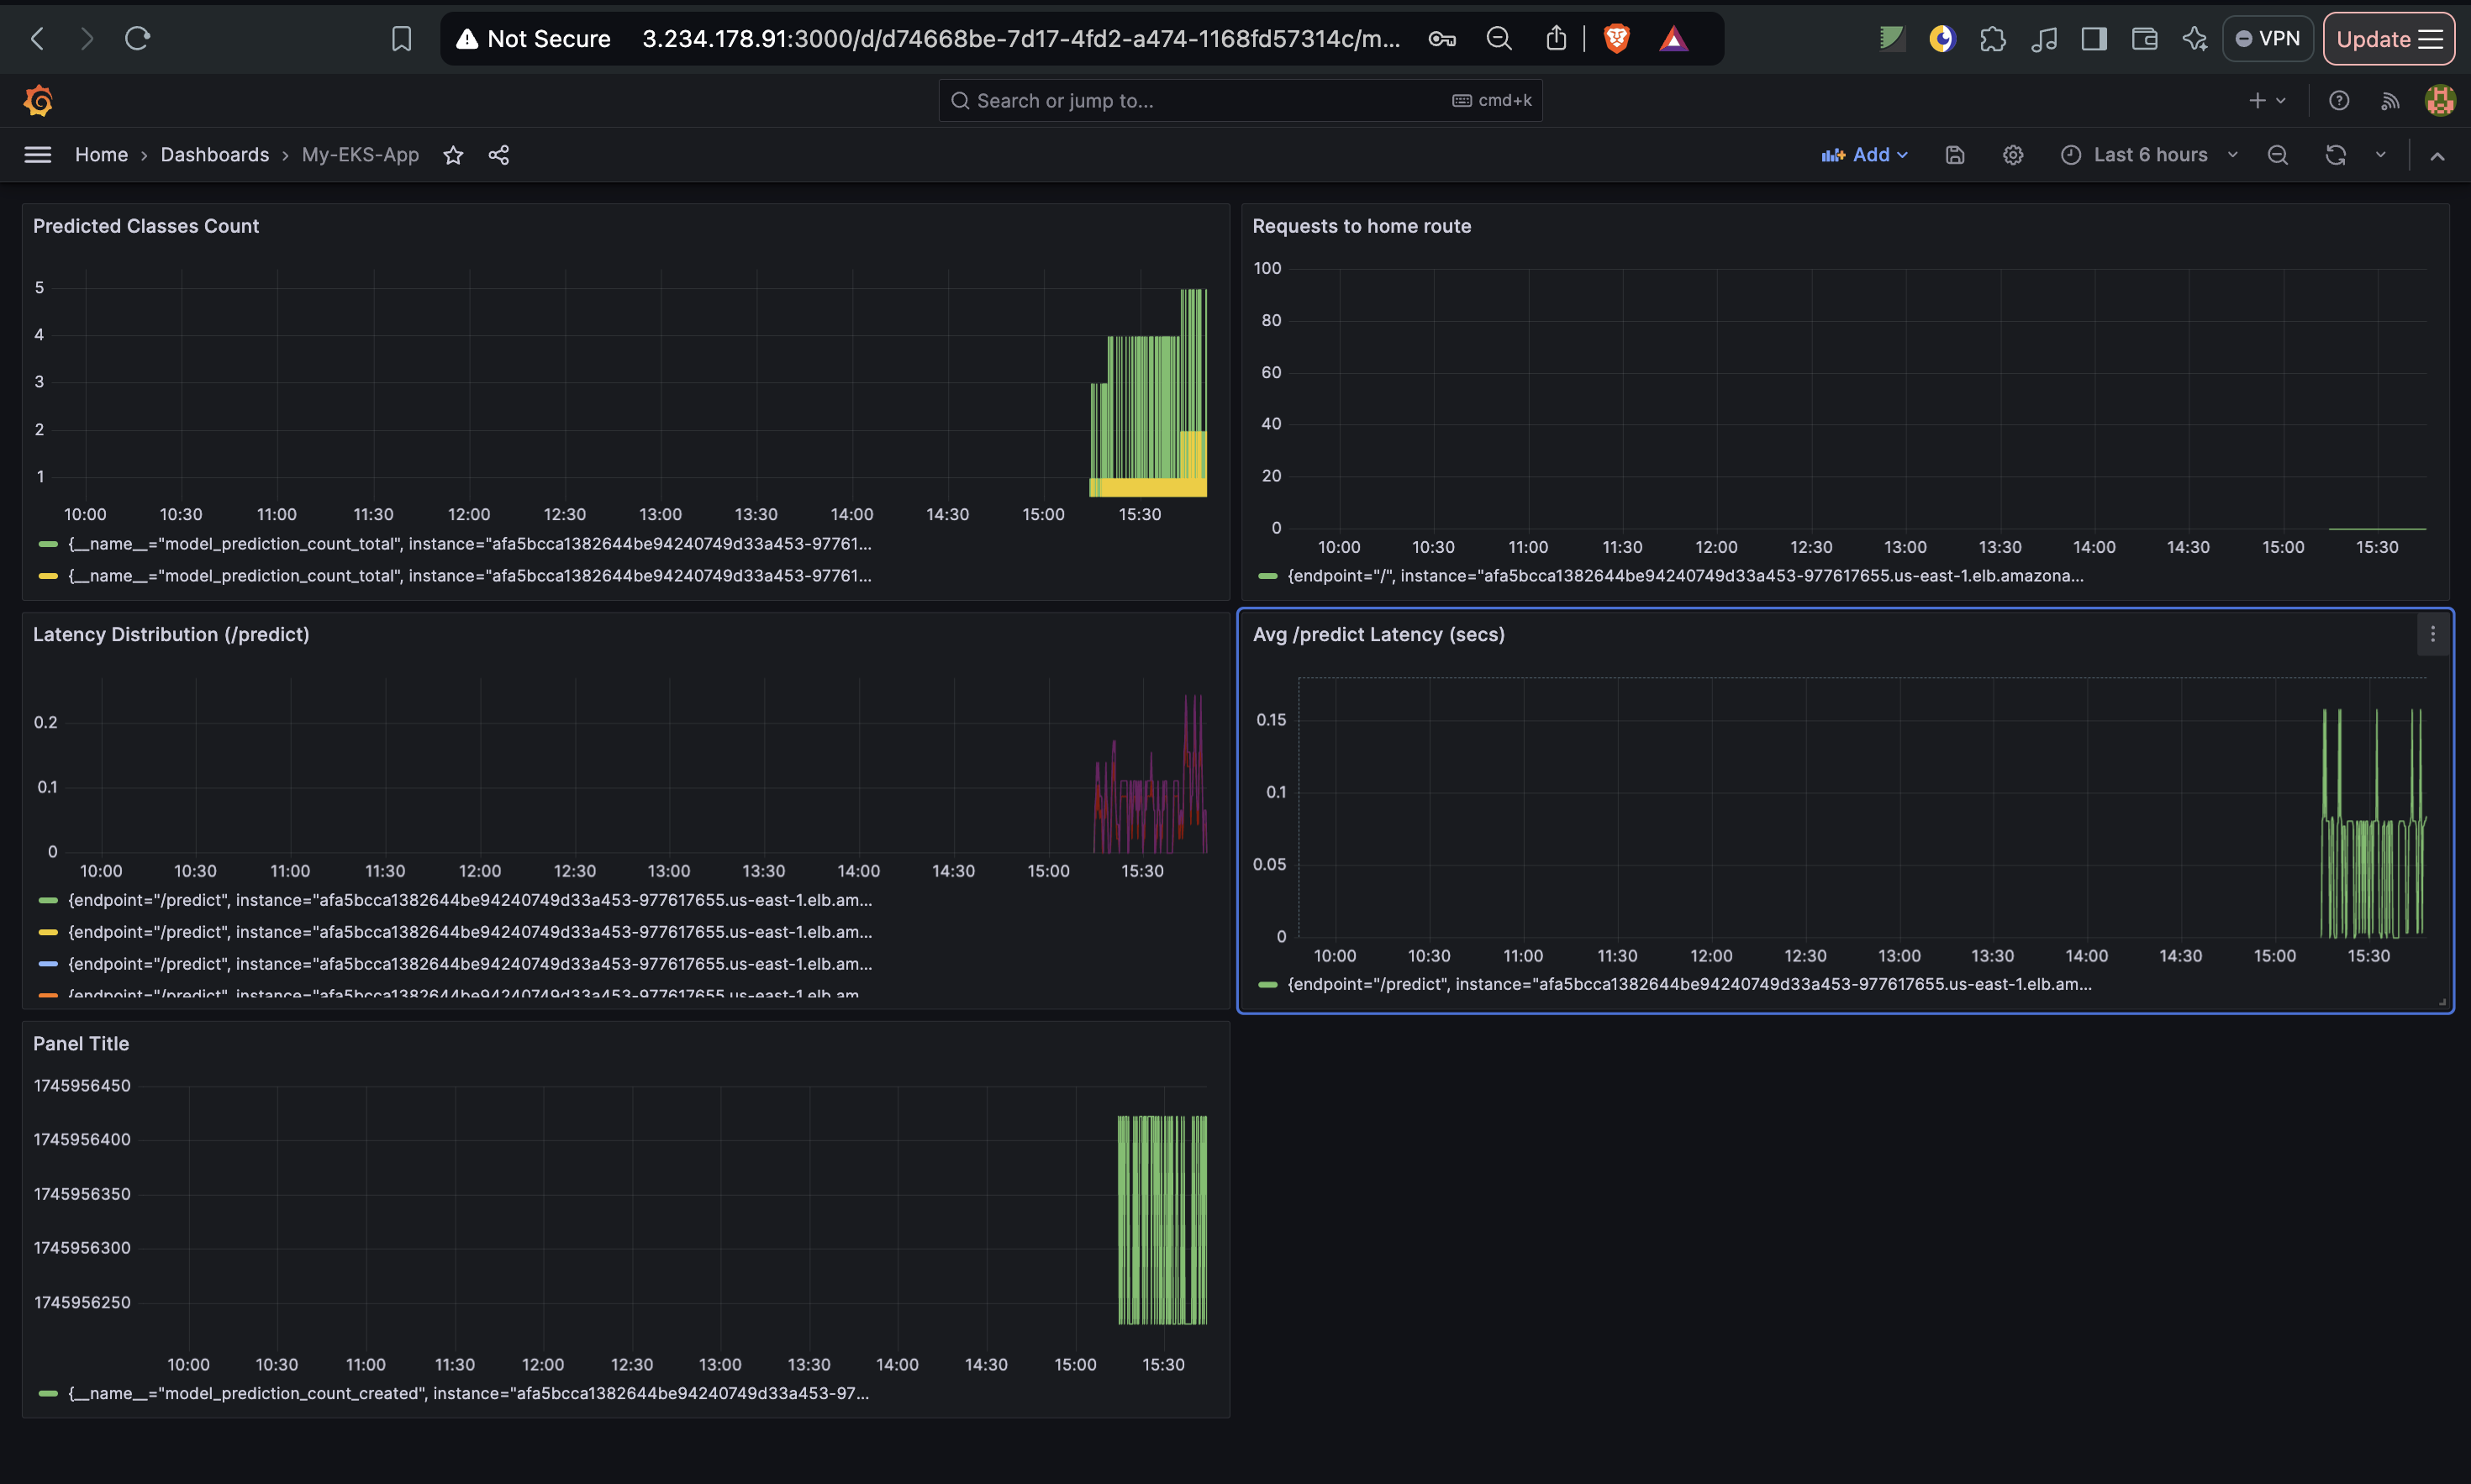 Not Secure 3.234.178.91:3000/d/d74668be-7d17-4fd2-a474-1168fd57314c/m...
VPN
Update
Search or jump to...
cmd+k
Home › Dashboards › My-EKS-App
Add
Last 6 hours
Predicted Classes Count
5
4
3
2
1
10:00 10:30 11:00 11:30 12:00 12:30 13:00 13:30 14:00 14:30 15:00 15:30
{__name__="model_prediction_count_total", instance="afa5bcca1382644be94240749d33a453-97761...
{__name__="model_prediction_count_total", instance="afa5bcca1382644be94240749d33a453-97761...
Requests to home route
100
80
60
40
20
0
10:00 10:30 11:00 11:30 12:00 12:30 13:00 13:30 14:00 14:30 15:00 15:30
{endpoint="/", instance="afa5bcca1382644be94240749d33a453-977617655.us-east-1.elb.amazona...
Latency Distribution (/predict)
0.2
0.1
0
10:00 10:30 11:00 11:30 12:00 12:30 13:00 13:30 14:00 14:30 15:00 15:30
{endpoint="/predict", instance="afa5bcca1382644be94240749d33a453-977617655.us-east-1.elb.am...
{endpoint="/predict", instance="afa5bcca1382644be94240749d33a453-977617655.us-east-1.elb.am...
{endpoint="/predict", instance="afa5bcca1382644be94240749d33a453-977617655.us-east-1.elb.am...
{endpoint="/predict", instance="afa5bcca1382644be94240749d33a453-977617655.us-east-1.elb.am...
Avg /predict Latency (secs)
0.15
0.1
0.05
0
10:00 10:30 11:00 11:30 12:00 12:30 13:00 13:30 14:00 14:30 15:00 15:30
{endpoint="/predict", instance="afa5bcca1382644be94240749d33a453-977617655.us-east-1.elb.am...
Panel Title
1745956450
1745956400
1745956350
1745956300
1745956250
10:00 10:30 11:00 11:30 12:00 12:30 13:00 13:30 14:00 14:30 15:00 15:30
{__name__="model_prediction_count_created", instance="afa5bcca1382644be94240749d33a453-97...